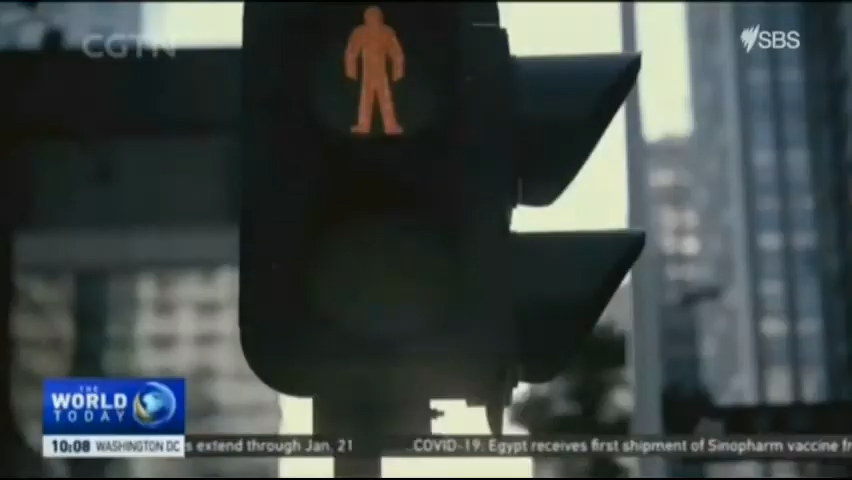 CGTN
SBS
THE
WORLD
TODAY
10:08 WASHINGTON DC s extend through Jan. 21 COVID-19: Egypt receives first shipment of Sinopharm vaccine fr